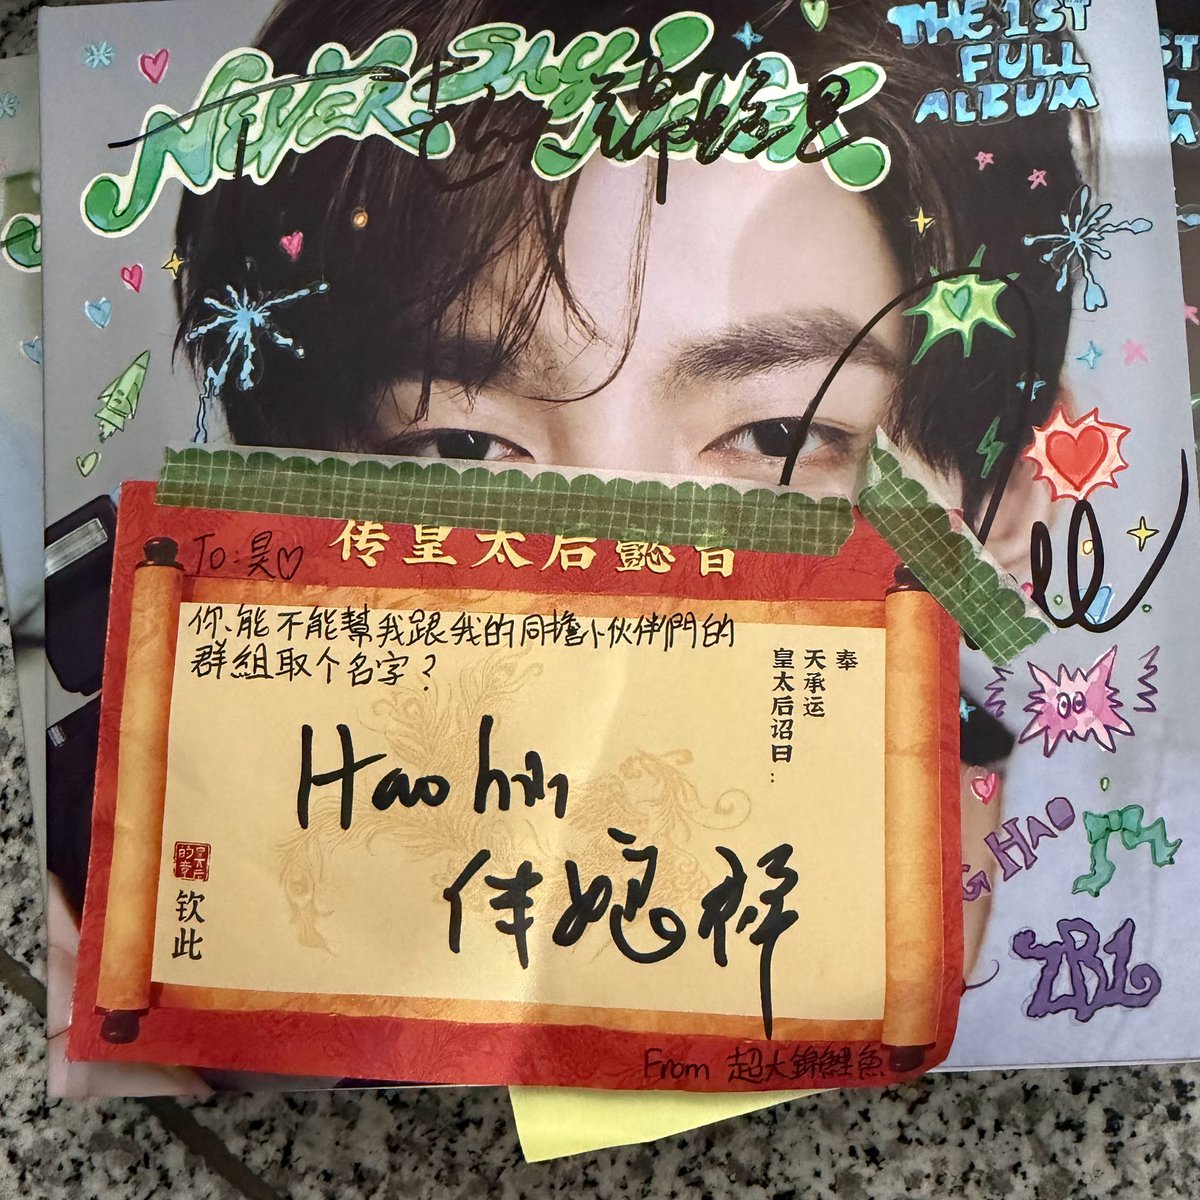 NEVER SAY NEVER
THE 1ST
FULL
ALBUM
To: 昊♡
传皇太后懿旨
你能不能幫我跟我的同擔小伙伴們的
群組取个名字？
奉
天承运
皇太后诏曰：
Hao
伴娘
钦此
From 超大錦鯉魚
G HAO
ZB1